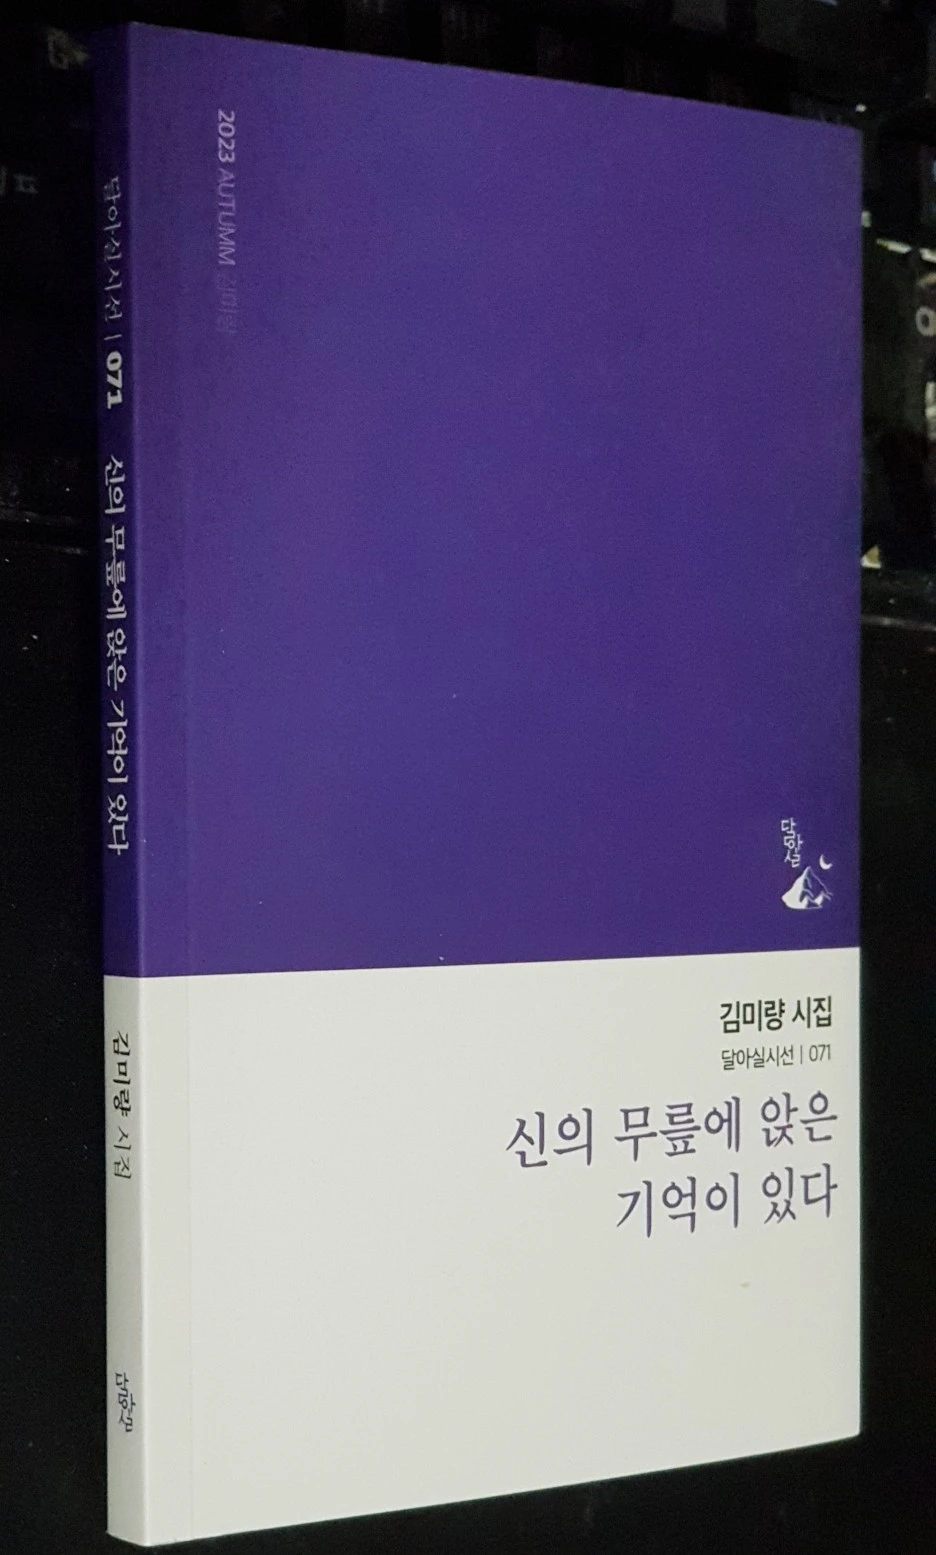 달아실시선 | 071 신의 무릎에 앉은 기억이 있다
김미량 시집
달아실
2023 AUTUMM 김미량
달아실
김미량 시집
달아실시선 | 071
신의 무릎에 앉은
기억이 있다